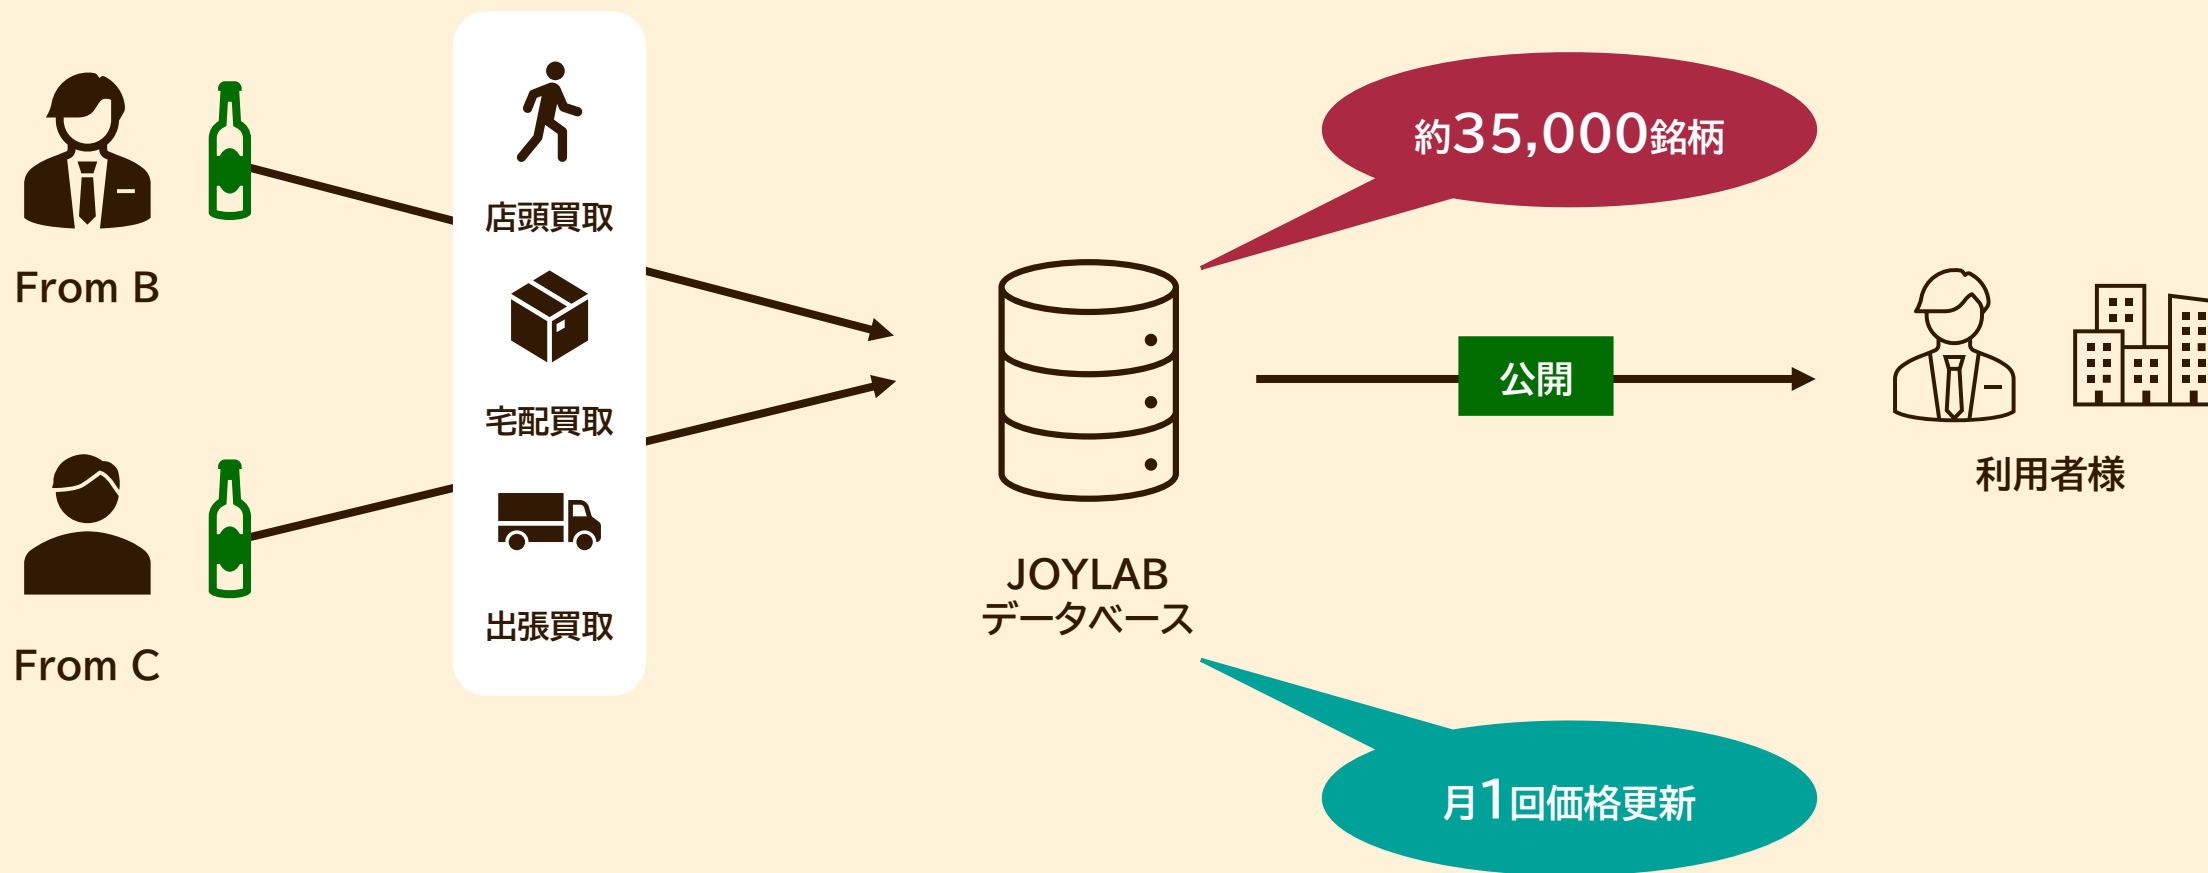 From B
From C
店頭買取
宅配買取
出張買取
JOYLAB
データベース
約35,000銘柄
公開
月1回価格更新
利用者様